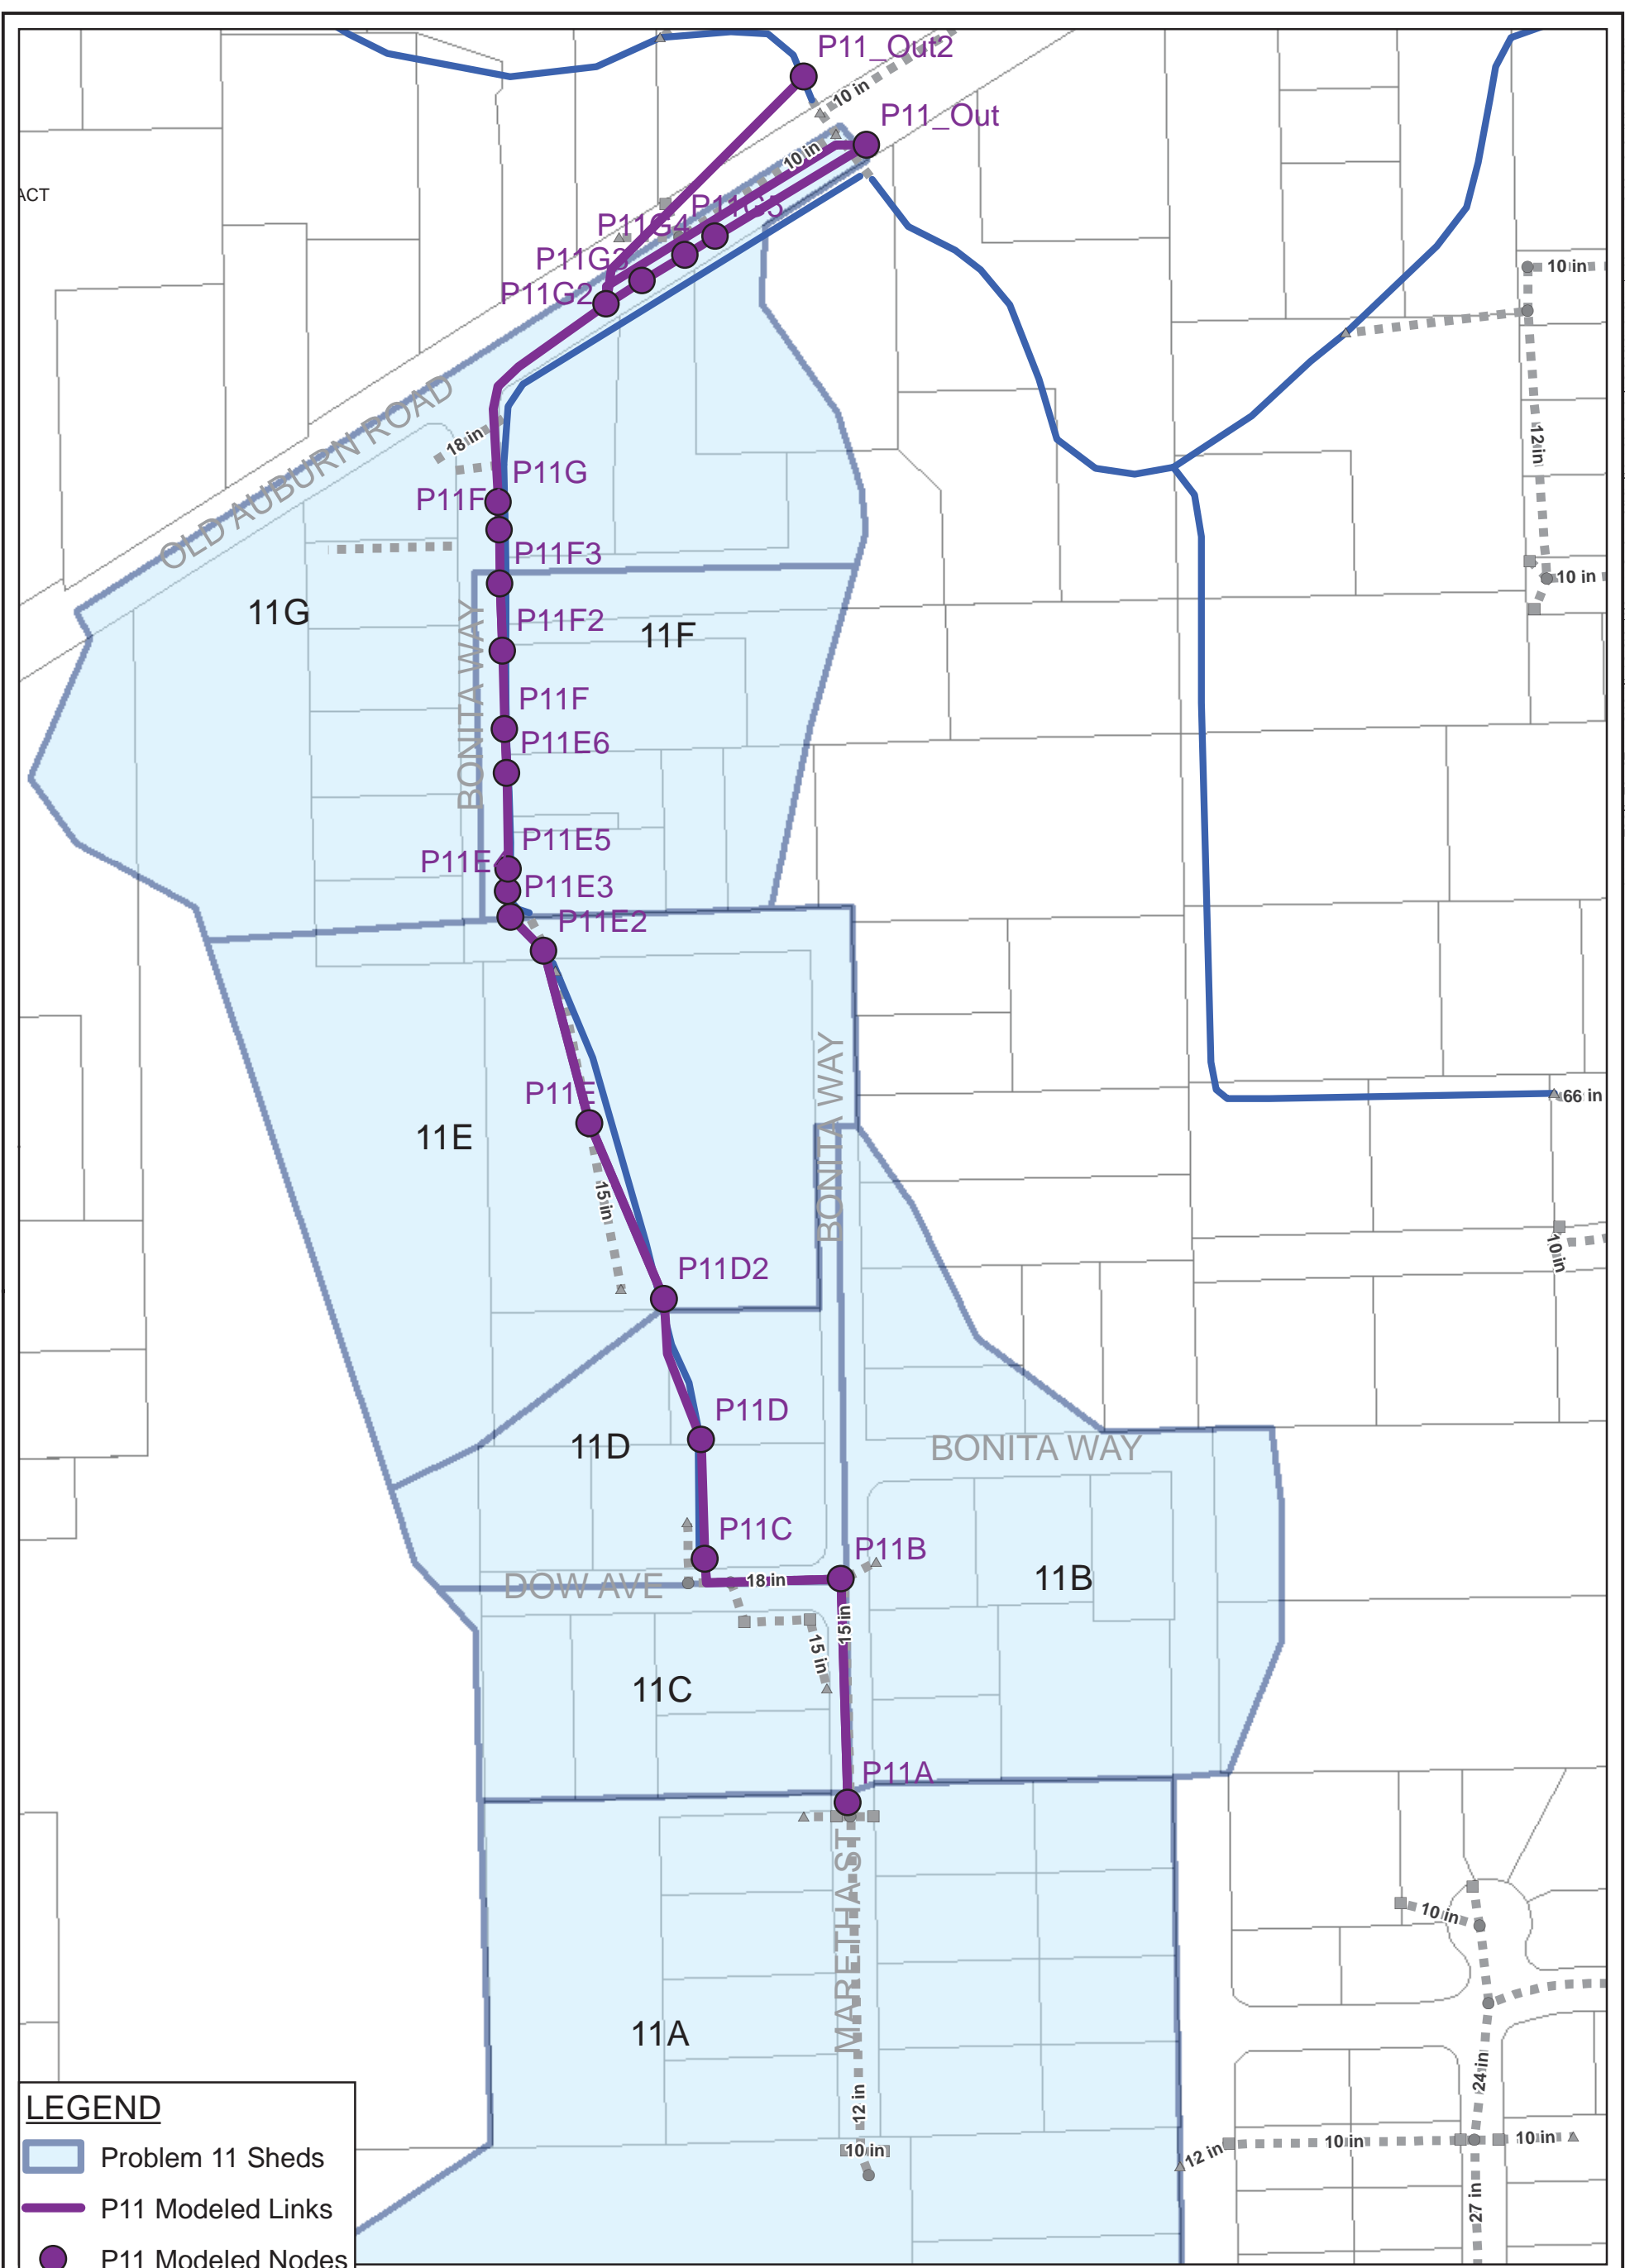 P11_Out2
10 in
P11_Out
10 in
ACT
P11G5
P11G4
P11G3
P11G2
10 in
OLD AUBURN ROAD
18 in
12 in
P11G
P11F
P11F3
10 in
11G
BONITA WAY
P11F2
11F
P11F
P11E6
P11E5
P11E4
P11E3
P11E2
BONITA WAY
P11E
66 in
11E
15 in
10 in
P11D2
P11D
11D
BONITA WAY
P11C
P11B
DOW AVE
18 in
11B
15 in
15 in
11C
P11A
MARETHA ST
10 in
11A
24 in
12 in
10 in
12 in
10 in
10 in
27 in
LEGEND
Problem 11 Sheds
P11 Modeled Links
P11 Modeled Nodes